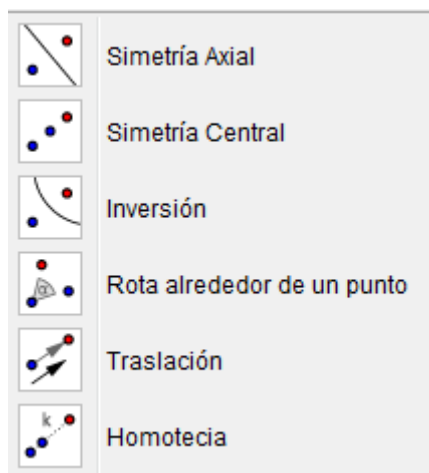 Simetría Axial
Simetría Central
Inversión
α
Rota alrededor de un punto
Traslación
k
Homotecia